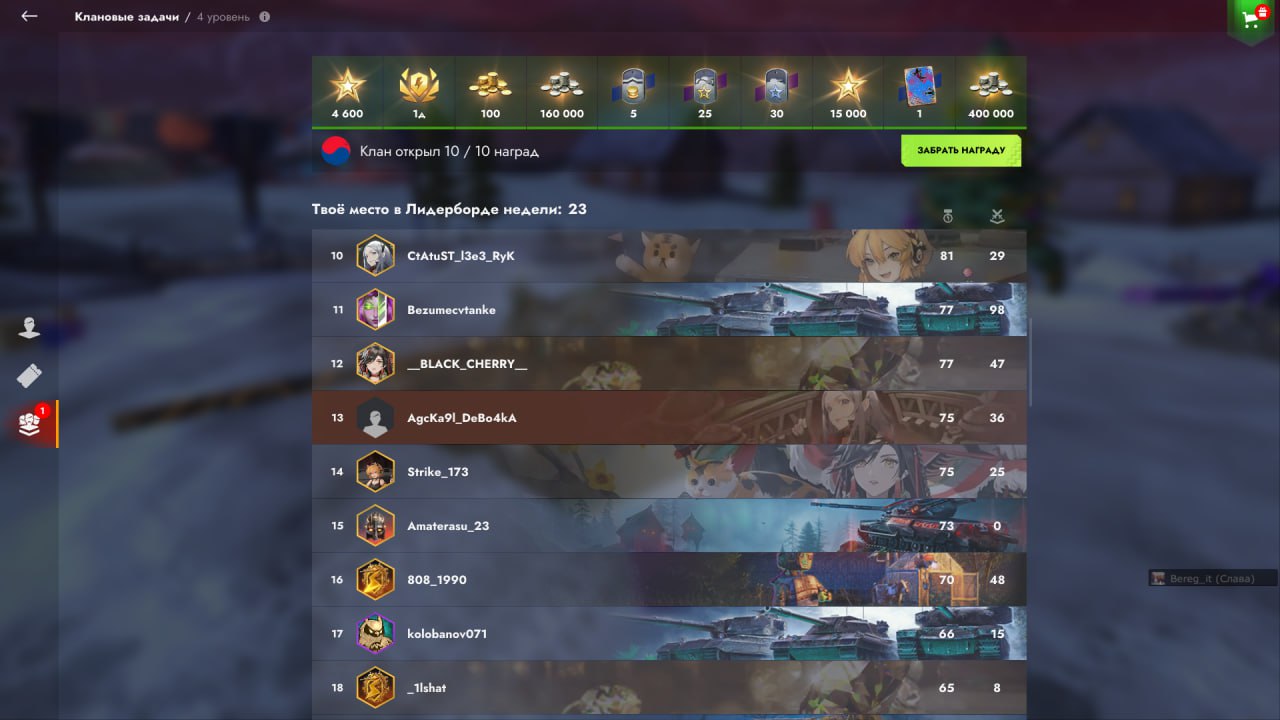 Клановые задачи / 4 уровень
4 600 1д 100 160 000 5 25 30 15 000 1 400 000
Клан открыл 10 / 10 наград ЗАБРАТЬ НАГРАДУ
Твоё место в Лидерборде недели: 23
10 CtAtuST_l3e3_RyK 81 29
11 Bezumecvtanke 77 98
12 __BLACK_CHERRY__ 77 47
1
13 AgcKa9l_DeBo4kA 75 36
14 Strike_173 75 25
15 Amaterasu_23 73 0
16 808_1990 70 48
Bereg_it (Слава)
17 kolobanov071 66 15
18 _1lshat 65 8